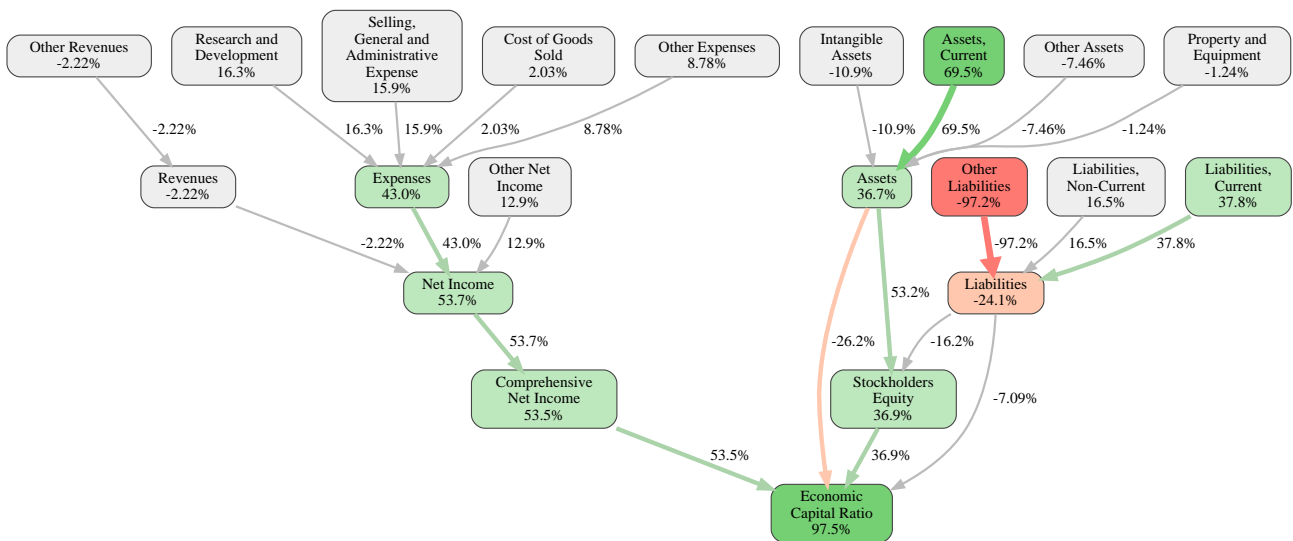 Other Revenues
-2.22%
Research and
Development
16.3%
Selling,
General and
Administrative
Expense
15.9%
Cost of Goods
Sold
2.03%
Other Expenses
8.78%
Intangible
Assets
-10.9%
Assets,
Current
69.5%
Other Assets
-7.46%
Property and
Equipment
-1.24%
-2.22%
16.3%
15.9%
2.03%
8.78%
-10.9%
69.5%
-7.46%
-1.24%
Revenues
-2.22%
Expenses
43.0%
Other Net
Income
12.9%
Assets
36.7%
Other
Liabilities
-97.2%
Liabilities,
Non-Current
16.5%
Liabilities,
Current
37.8%
-2.22%
43.0%
12.9%
-97.2%
16.5%
37.8%
Net Income
53.7%
53.2%
Liabilities
-24.1%
53.7%
-26.2%
-16.2%
Comprehensive
Net Income
53.5%
Stockholders
Equity
36.9%
-7.09%
53.5%
36.9%
Economic
Capital Ratio
97.5%